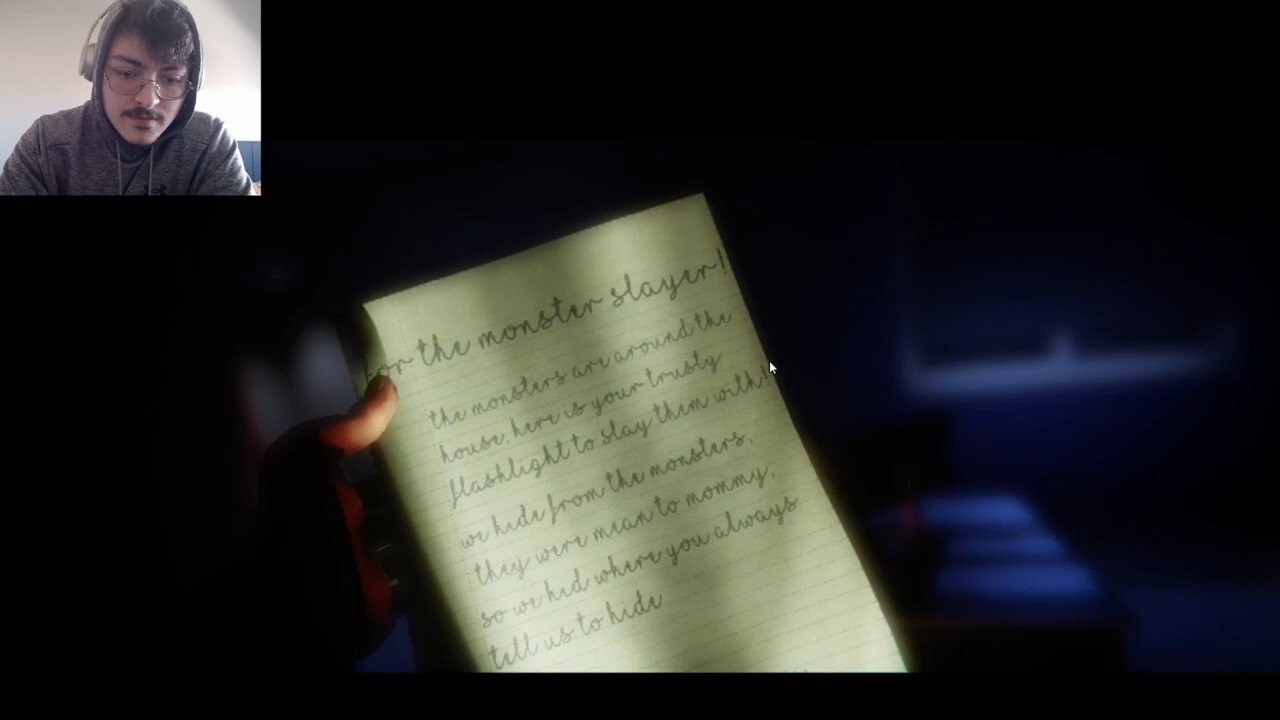 For the monster slayer!
the monsters are around the
house, here is your trusty
flashlight to slay them with!
we hide from the monsters,
they were mean to mommy,
so we hid where you always
tell us to hide